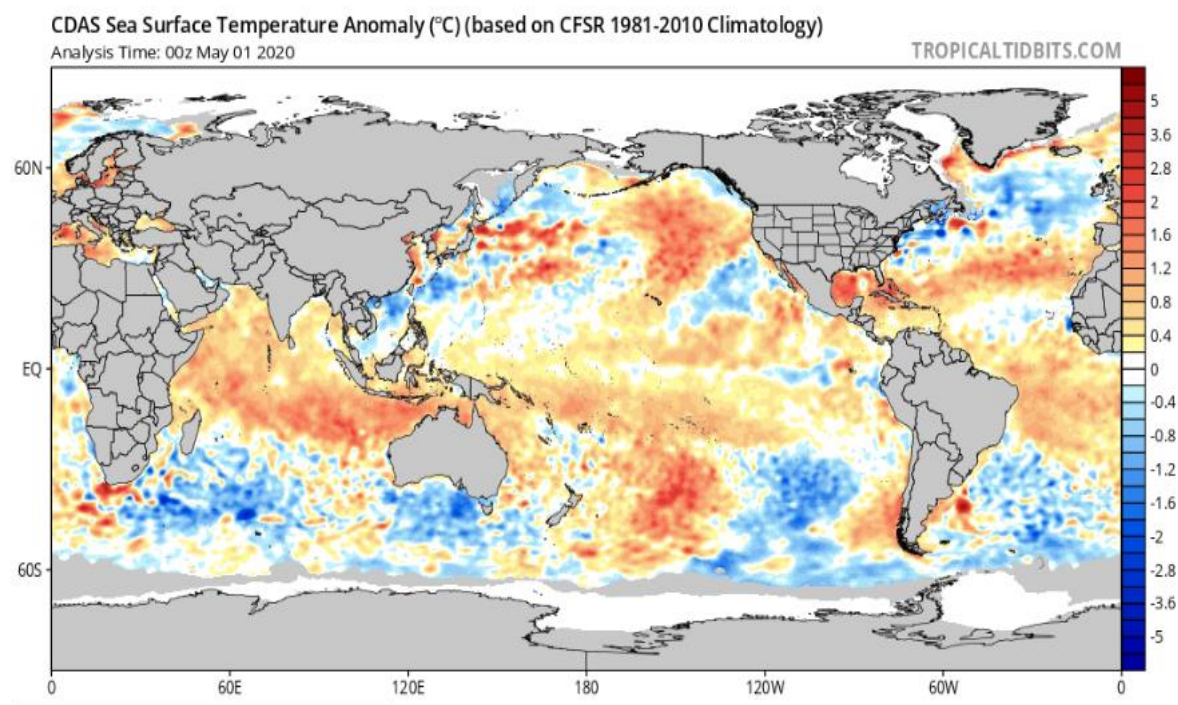 CDAS Sea Surface Temperature Anomaly (°C) (based on CFSR 1981-2010 Climatology)
Analysis Time: 00z May 01 2020
TROPICALTIDBITS.COM
60N
EQ
60S
0
60E
120E
180
120W
60W
0
5
3.6
2.8
2
1.6
1.2
0.8
0.4
0
-0.4
-0.8
-1.2
-1.6
-2
-2.8
-3.6
-5